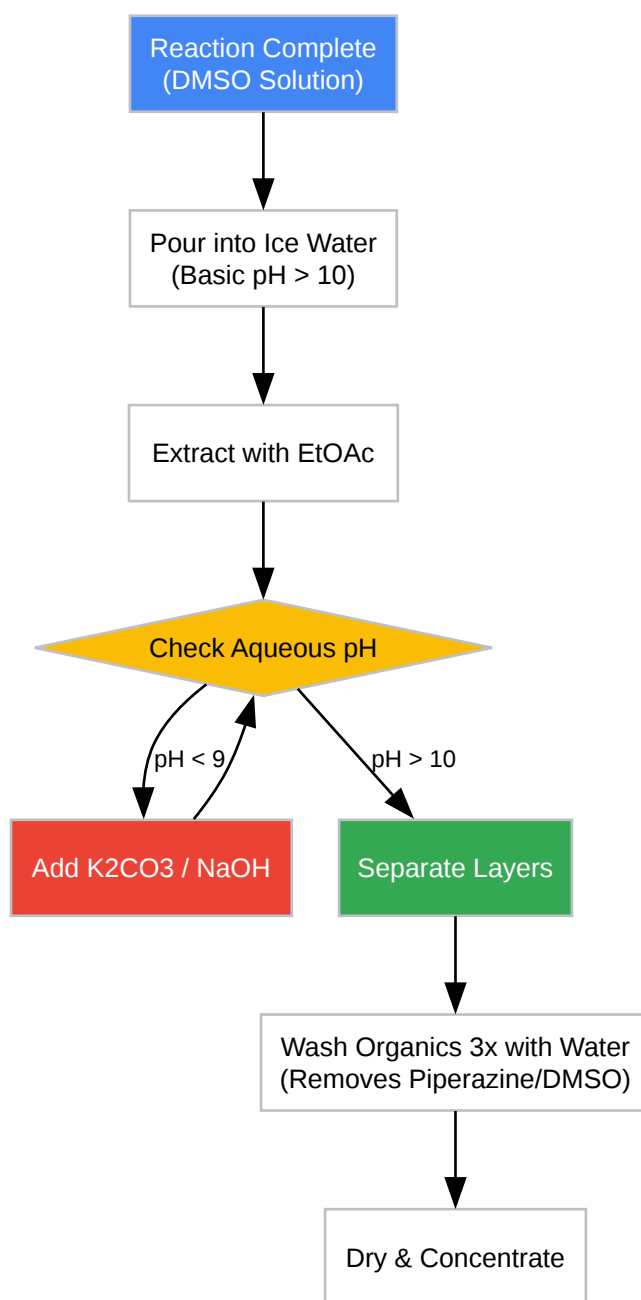 Reaction Complete
(DMSO Solution)
Pour into Ice Water
(Basic pH > 10)
Extract with EtOAc
Check Aqueous pH
pH < 9
pH > 10
Add K2CO3 / NaOH
Separate Layers
Wash Organics 3x with Water
(Removes Piperazine/DMSO)
Dry & Concentrate